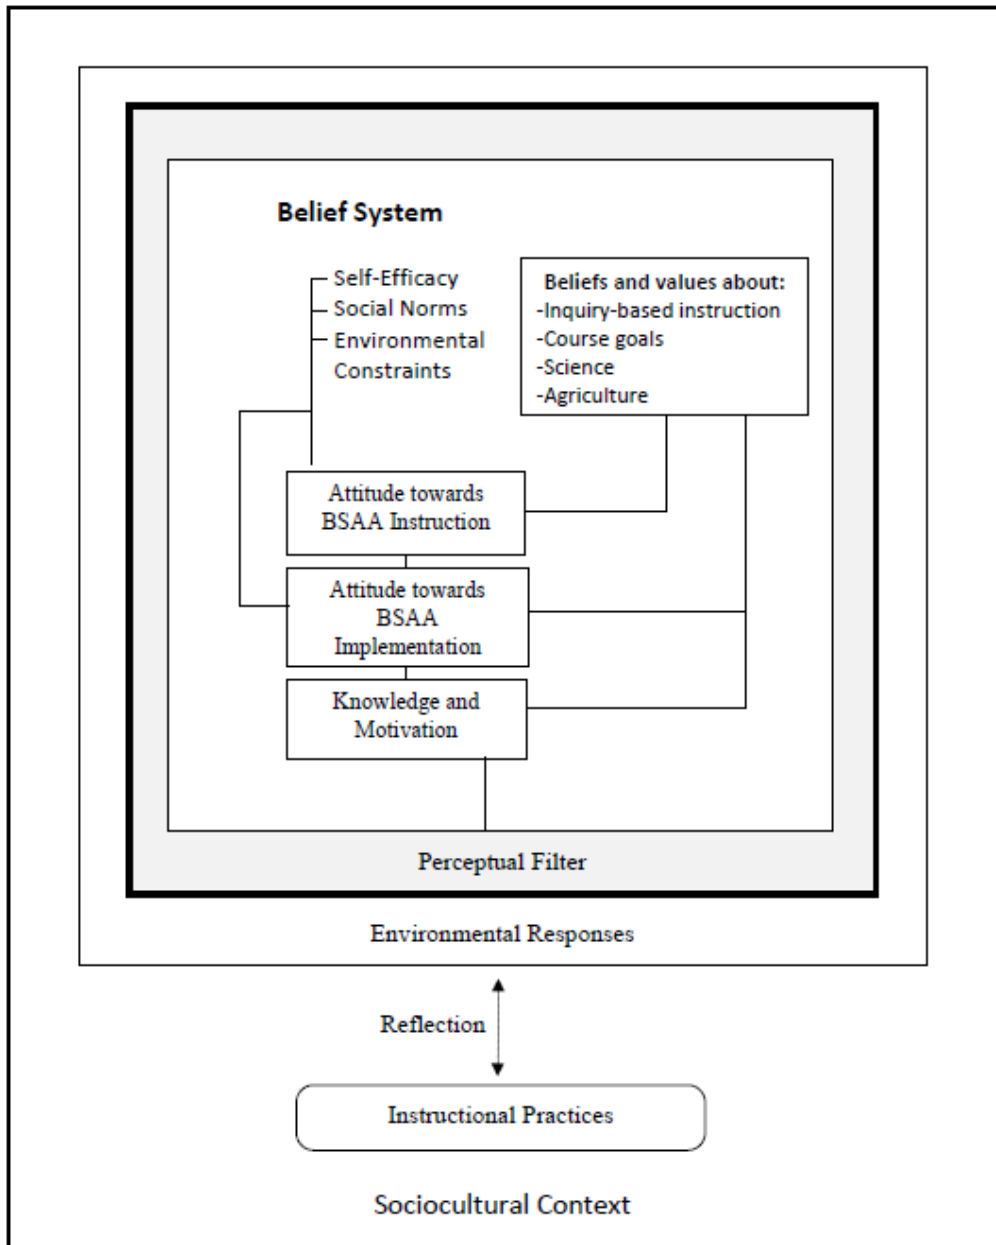 Belief System
Self-Efficacy
Social Norms
Environmental
Constraints
Beliefs and values about:
-Inquiry-based instruction
-Course goals
-Science
-Agriculture
Attitude towards
BSAA Instruction
Attitude towards
BSAA
Implementation
Knowledge and
Motivation
Perceptual Filter
Environmental Responses
Reflection
Instructional Practices
Sociocultural Context